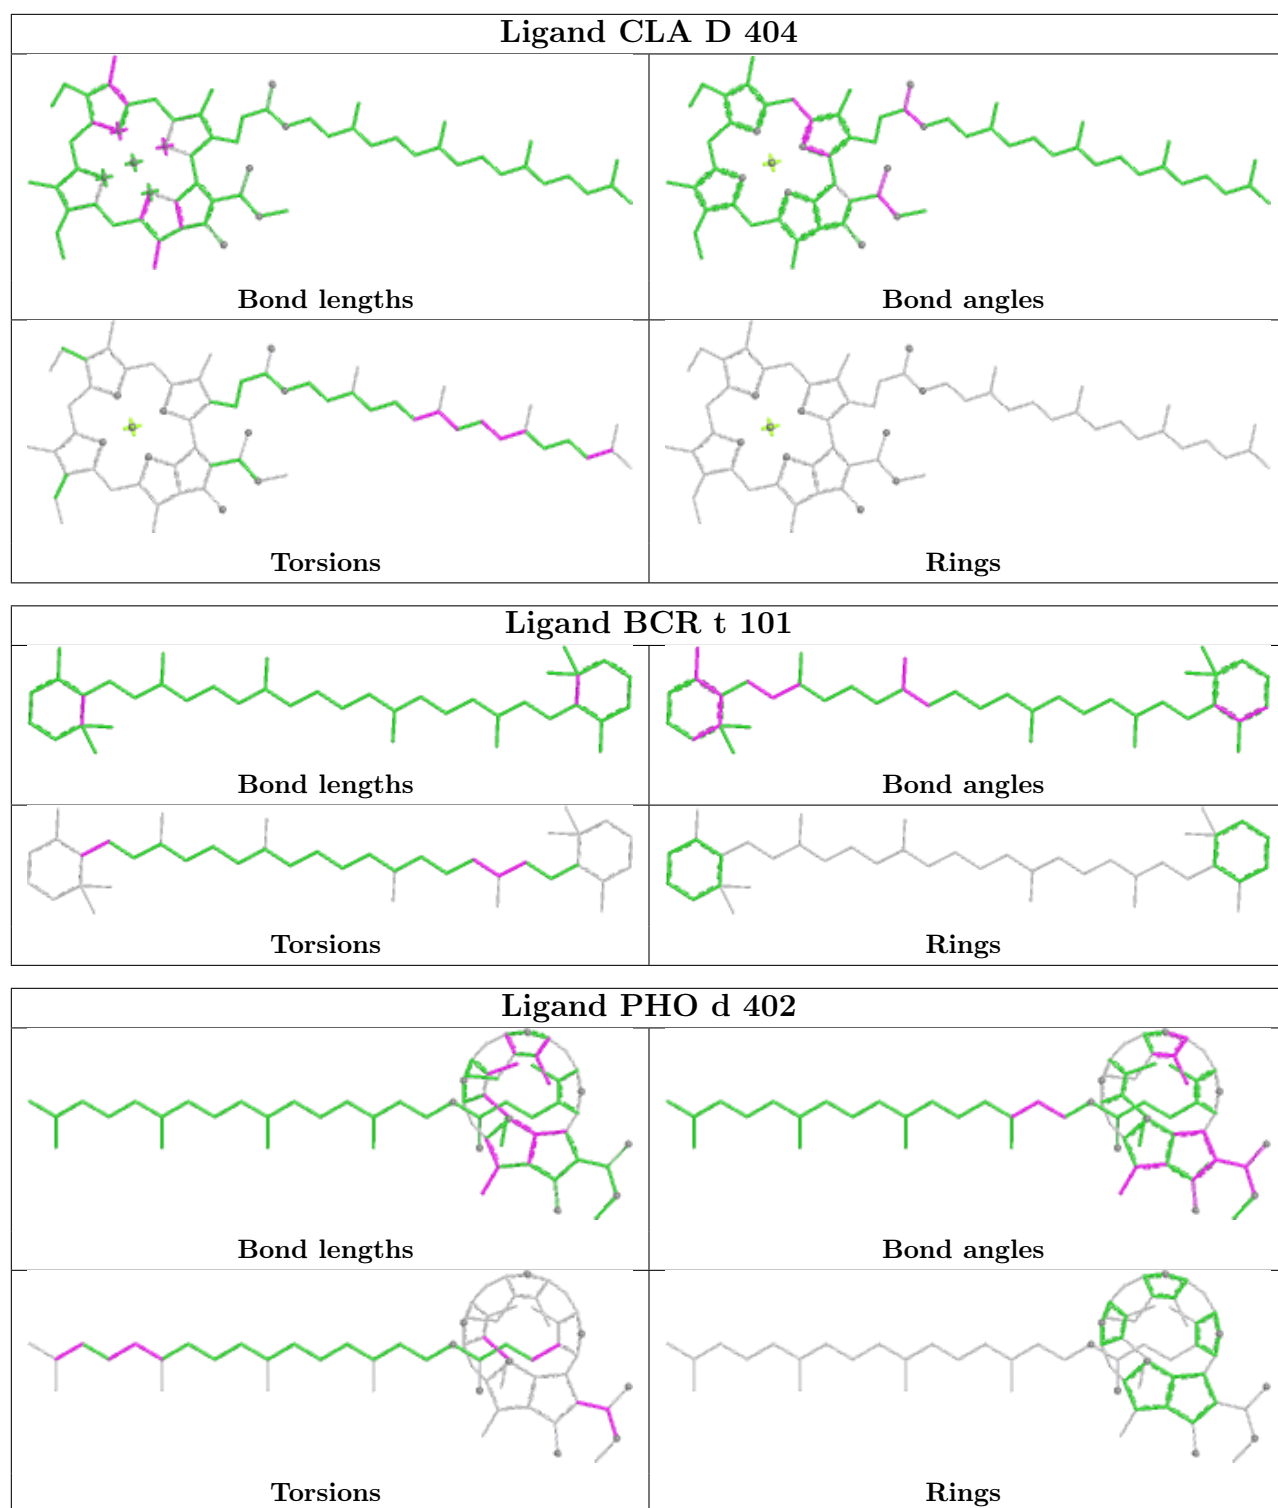 Ligand CLA D 404
Bond lengths
Bond angles
Torsions
Rings
Ligand BCR t 101
Bond lengths
Bond angles
Torsions
Rings
Ligand PHO d 402
Bond lengths
Bond angles
Torsions
Rings